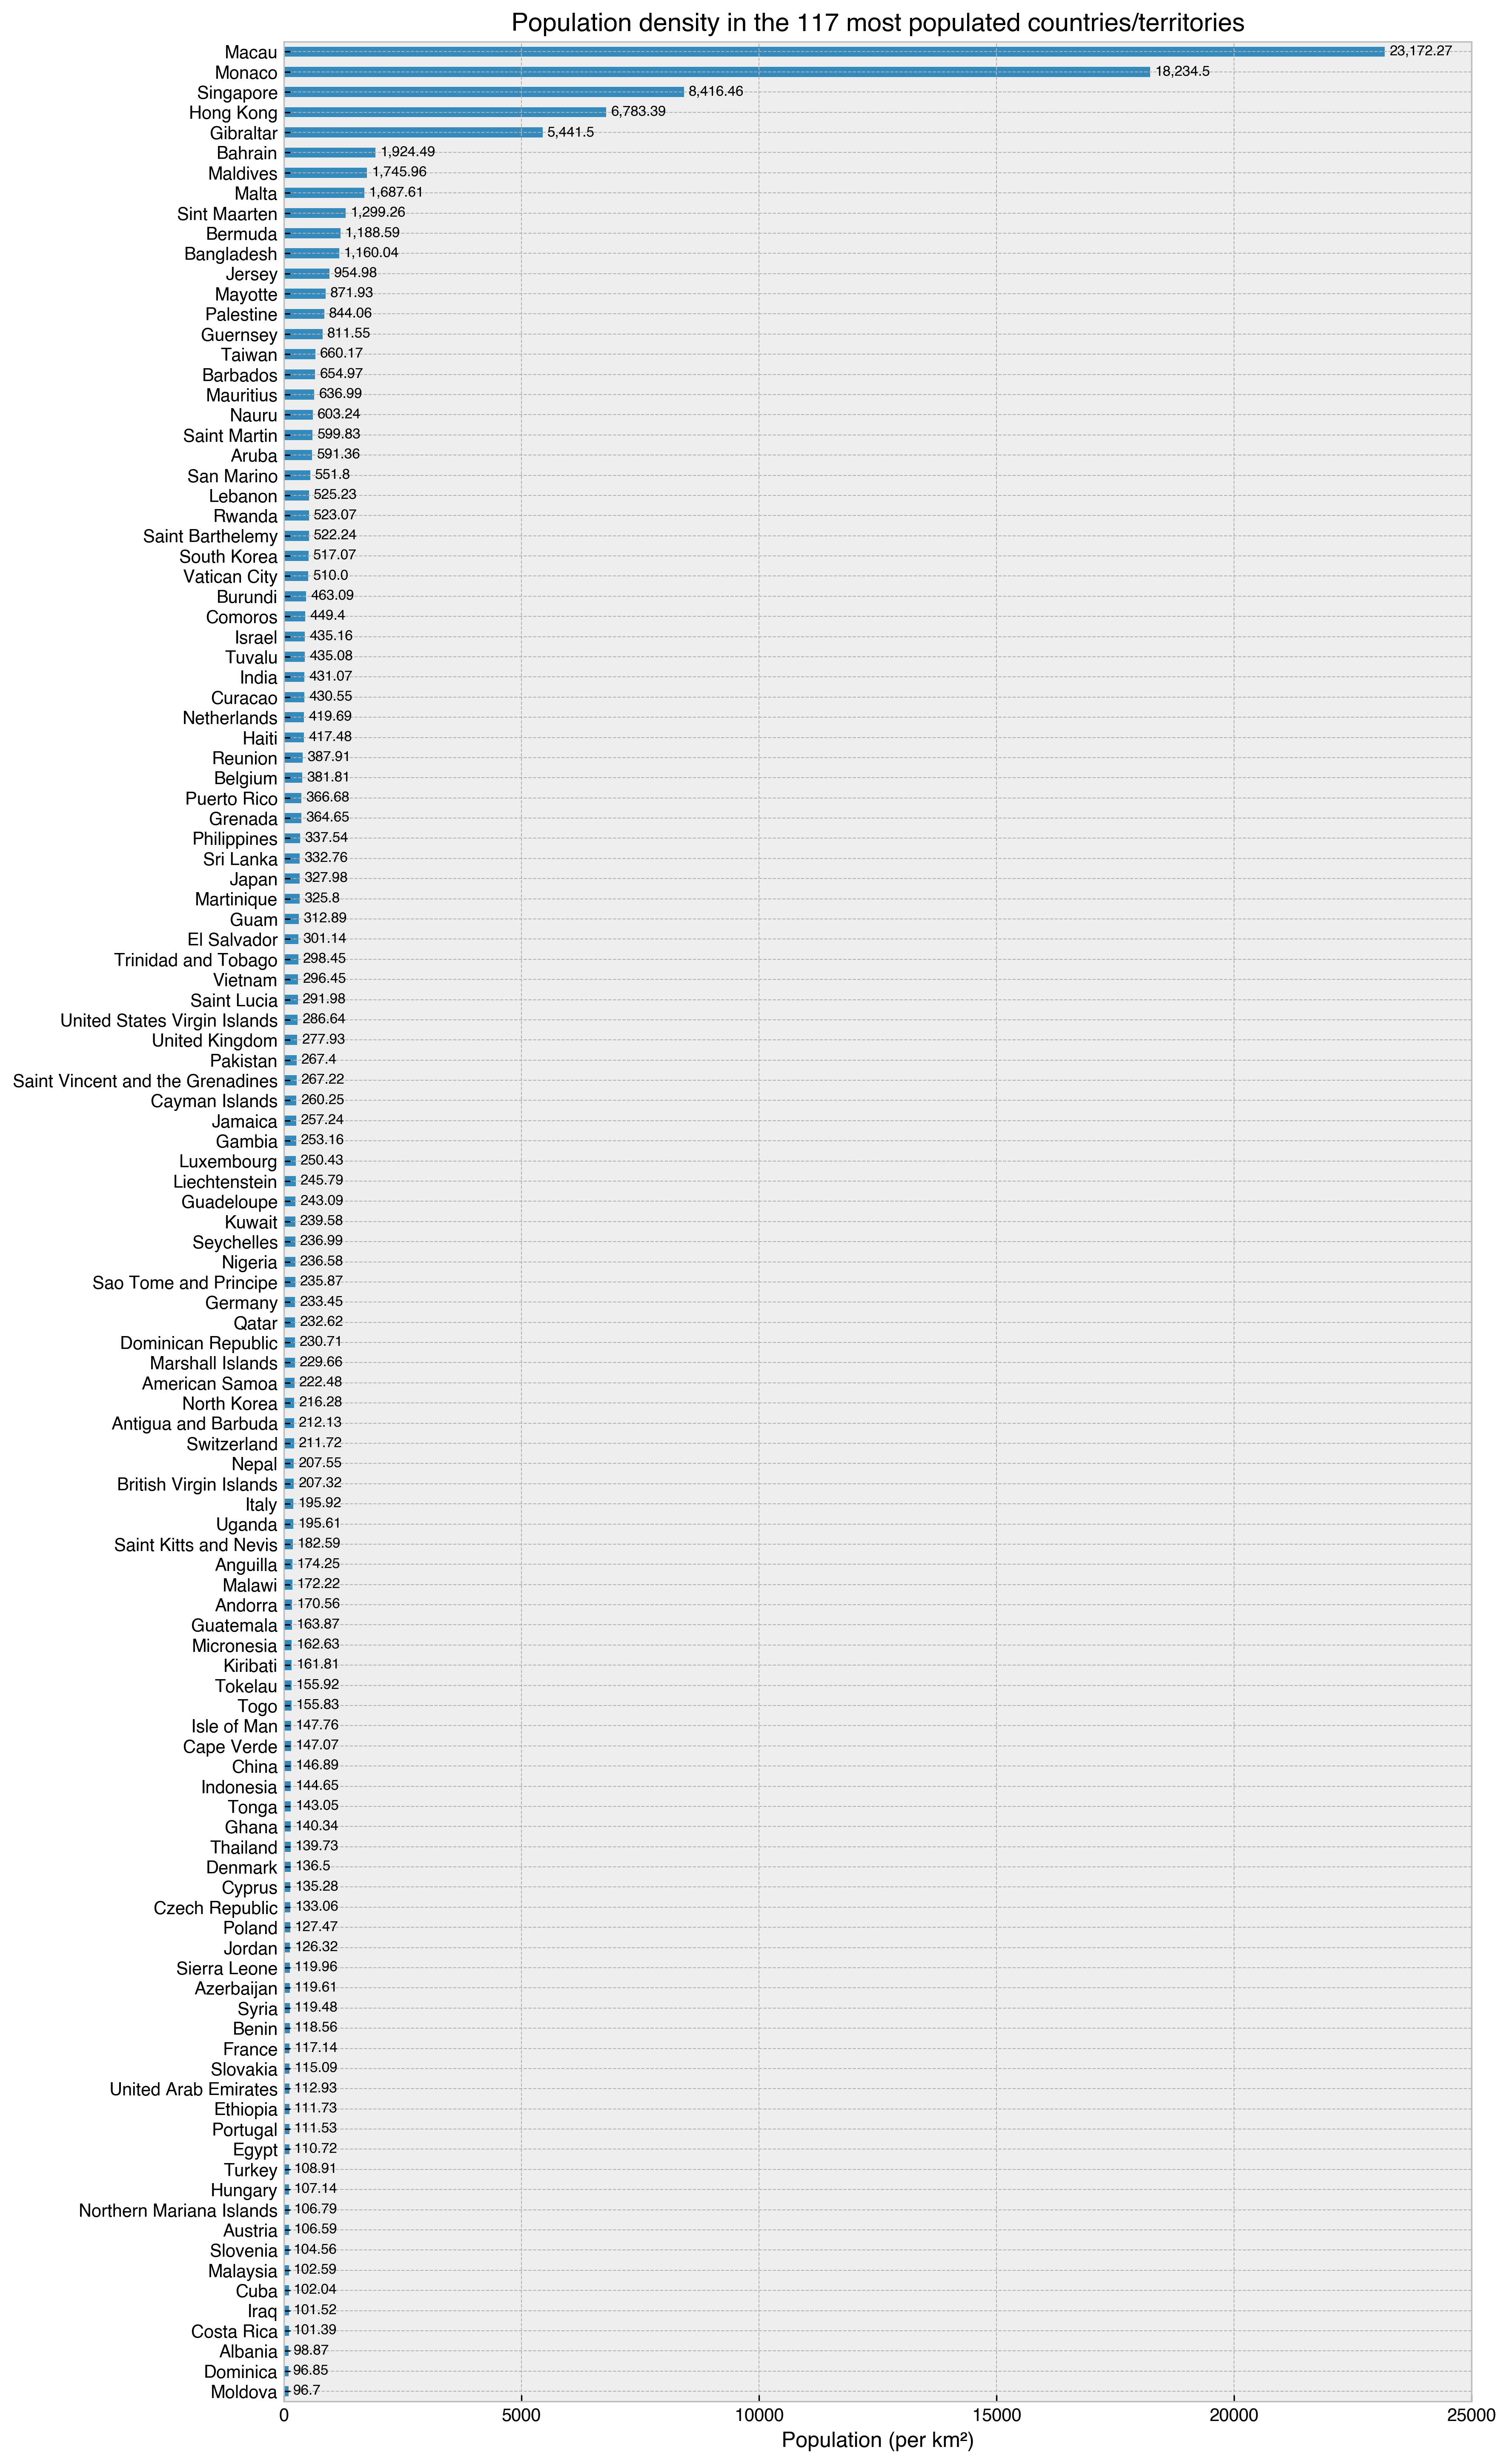 Population density in the 117 most populated countries/territories
Macau 23,172.27
Monaco 18,234.5
Singapore 8,416.46
Hong Kong 6,783.39
Gibraltar 5,441.5
Bahrain 1,924.49
Maldives 1,745.96
Malta 1,687.61
Sint Maarten 1,299.26
Bermuda 1,188.59
Bangladesh 1,160.04
Jersey 954.98
Mayotte 871.93
Palestine 844.06
Guernsey 811.55
Taiwan 660.17
Barbados 654.97
Mauritius 636.99
Nauru 603.24
Saint Martin 599.83
Aruba 591.36
San Marino 551.8
Lebanon 525.23
Rwanda 523.07
Saint Barthelemy 522.24
South Korea 517.07
Vatican City 510.0
Burundi 463.09
Comoros 449.4
Israel 435.16
Tuvalu 435.08
India 431.07
Curacao 430.55
Netherlands 419.69
Haiti 417.48
Reunion 387.91
Belgium 381.81
Puerto Rico 366.68
Grenada 364.65
Philippines 337.54
Sri Lanka 332.76
Japan 327.98
Martinique 325.8
Guam 312.89
El Salvador 301.14
Trinidad and Tobago 298.45
Vietnam 296.45
Saint Lucia 291.98
United States Virgin Islands 286.64
United Kingdom 277.93
Pakistan 267.4
Saint Vincent and the Grenadines 267.22
Cayman Islands 260.25
Jamaica 257.24
Gambia 253.16
Luxembourg 250.43
Liechtenstein 245.79
Guadeloupe 243.09
Kuwait 239.58
Seychelles 236.99
Nigeria 236.58
Sao Tome and Principe 235.87
Germany 233.45
Qatar 232.62
Dominican Republic 230.71
Marshall Islands 229.66
American Samoa 222.48
North Korea 216.28
Antigua and Barbuda 212.13
Switzerland 211.72
Nepal 207.55
British Virgin Islands 207.32
Italy 195.92
Uganda 195.61
Saint Kitts and Nevis 182.59
Anguilla 174.25
Malawi 172.22
Andorra 170.56
Guatemala 163.87
Micronesia 162.63
Kiribati 161.81
Tokelau 155.92
Togo 155.83
Isle of Man 147.76
Cape Verde 147.07
China 146.89
Indonesia 144.65
Tonga 143.05
Ghana 140.34
Thailand 139.73
Denmark 136.5
Cyprus 135.28
Czech Republic 133.06
Poland 127.47
Jordan 126.32
Sierra Leone 119.96
Azerbaijan 119.61
Syria 119.48
Benin 118.56
France 117.14
Slovakia 115.09
United Arab Emirates 112.93
Ethiopia 111.73
Portugal 111.53
Egypt 110.72
Turkey 108.91
Hungary 107.14
Northern Mariana Islands 106.79
Austria 106.59
Slovenia 104.56
Malaysia 102.59
Cuba 102.04
Iraq 101.52
Costa Rica 101.39
Albania 98.87
Dominica 96.85
Moldova 96.7
0 5000 10000 15000 20000 25000
Population (per km²)